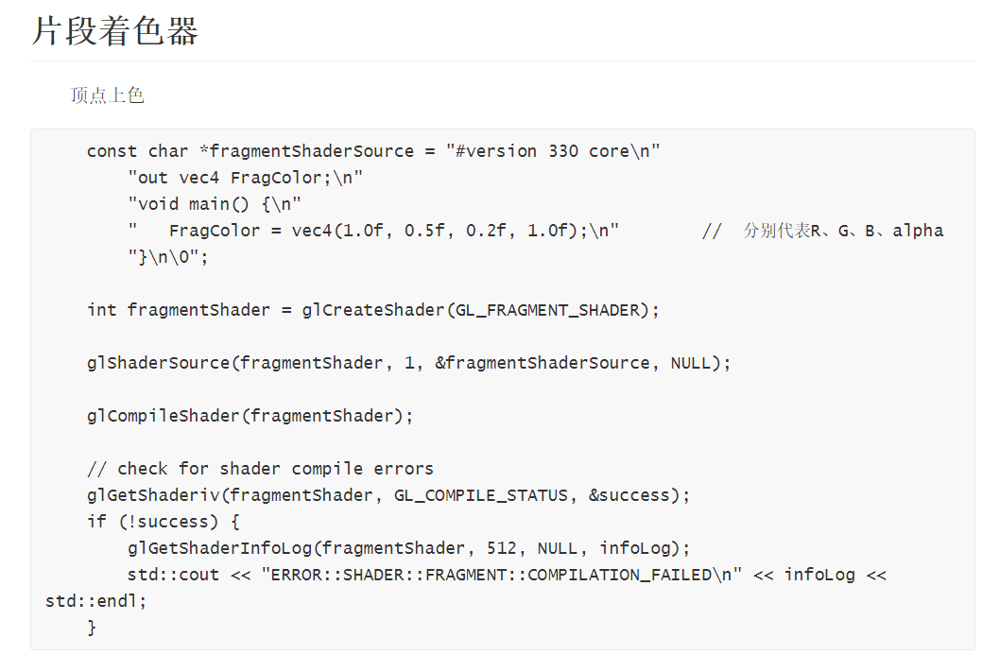 片段着色器
顶点上色
const char *fragmentShaderSource = "#version 330 core\n"
    "out vec4 FragColor;\n"
    "void main() {\n"
    "   FragColor = vec4(1.0f, 0.5f, 0.2f, 1.0f);\n"        //  分别代表R、G、B、alpha
    "}\n\0";
int fragmentShader = glCreateShader(GL_FRAGMENT_SHADER);
glShaderSource(fragmentShader, 1, &fragmentShaderSource, NULL);
glCompileShader(fragmentShader);
// check for shader compile errors
glGetShaderiv(fragmentShader, GL_COMPILE_STATUS, &success);
if (!success) {
    glGetShaderInfoLog(fragmentShader, 512, NULL, infoLog);
    std::cout << "ERROR::SHADER::FRAGMENT::COMPILATION_FAILED\n" << infoLog <<
std::endl;
}